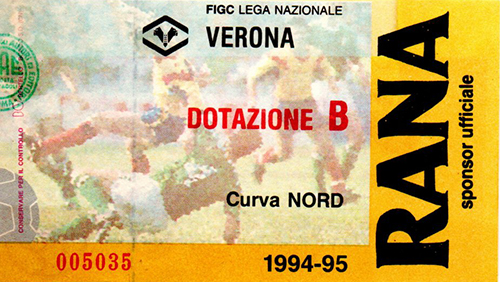 FIGC LEGA NAZIONALE
VERONA
DOTAZIONE B
Curva NORD
005035
1994-95
RANA
sponsor ufficiale
CONSERVARE PER IL CONTROLLO